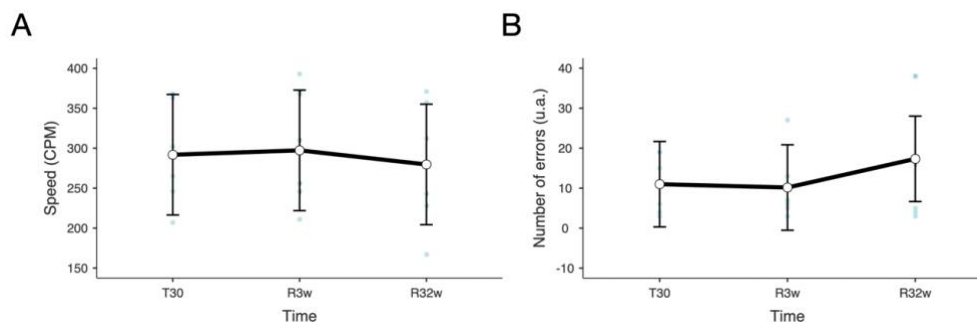 A
Speed (CPM)
400
350
300
250
200
150
T30
R3w
R32w
Time
B
Number of errors (u.a.)
40
30
20
10
0
-10
T30
R3w
R32w
Time